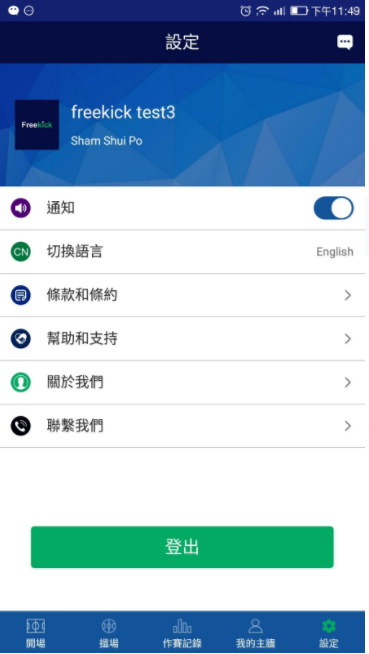 下午11:49
設定
Freekick
freekick test3
Sham Shui Po
通知
CN 切換語言 English
條款和條約
幫助和支持
關於我們
聯繫我們
登出
開場 搵場 作賽記錄 我的主牆 設定